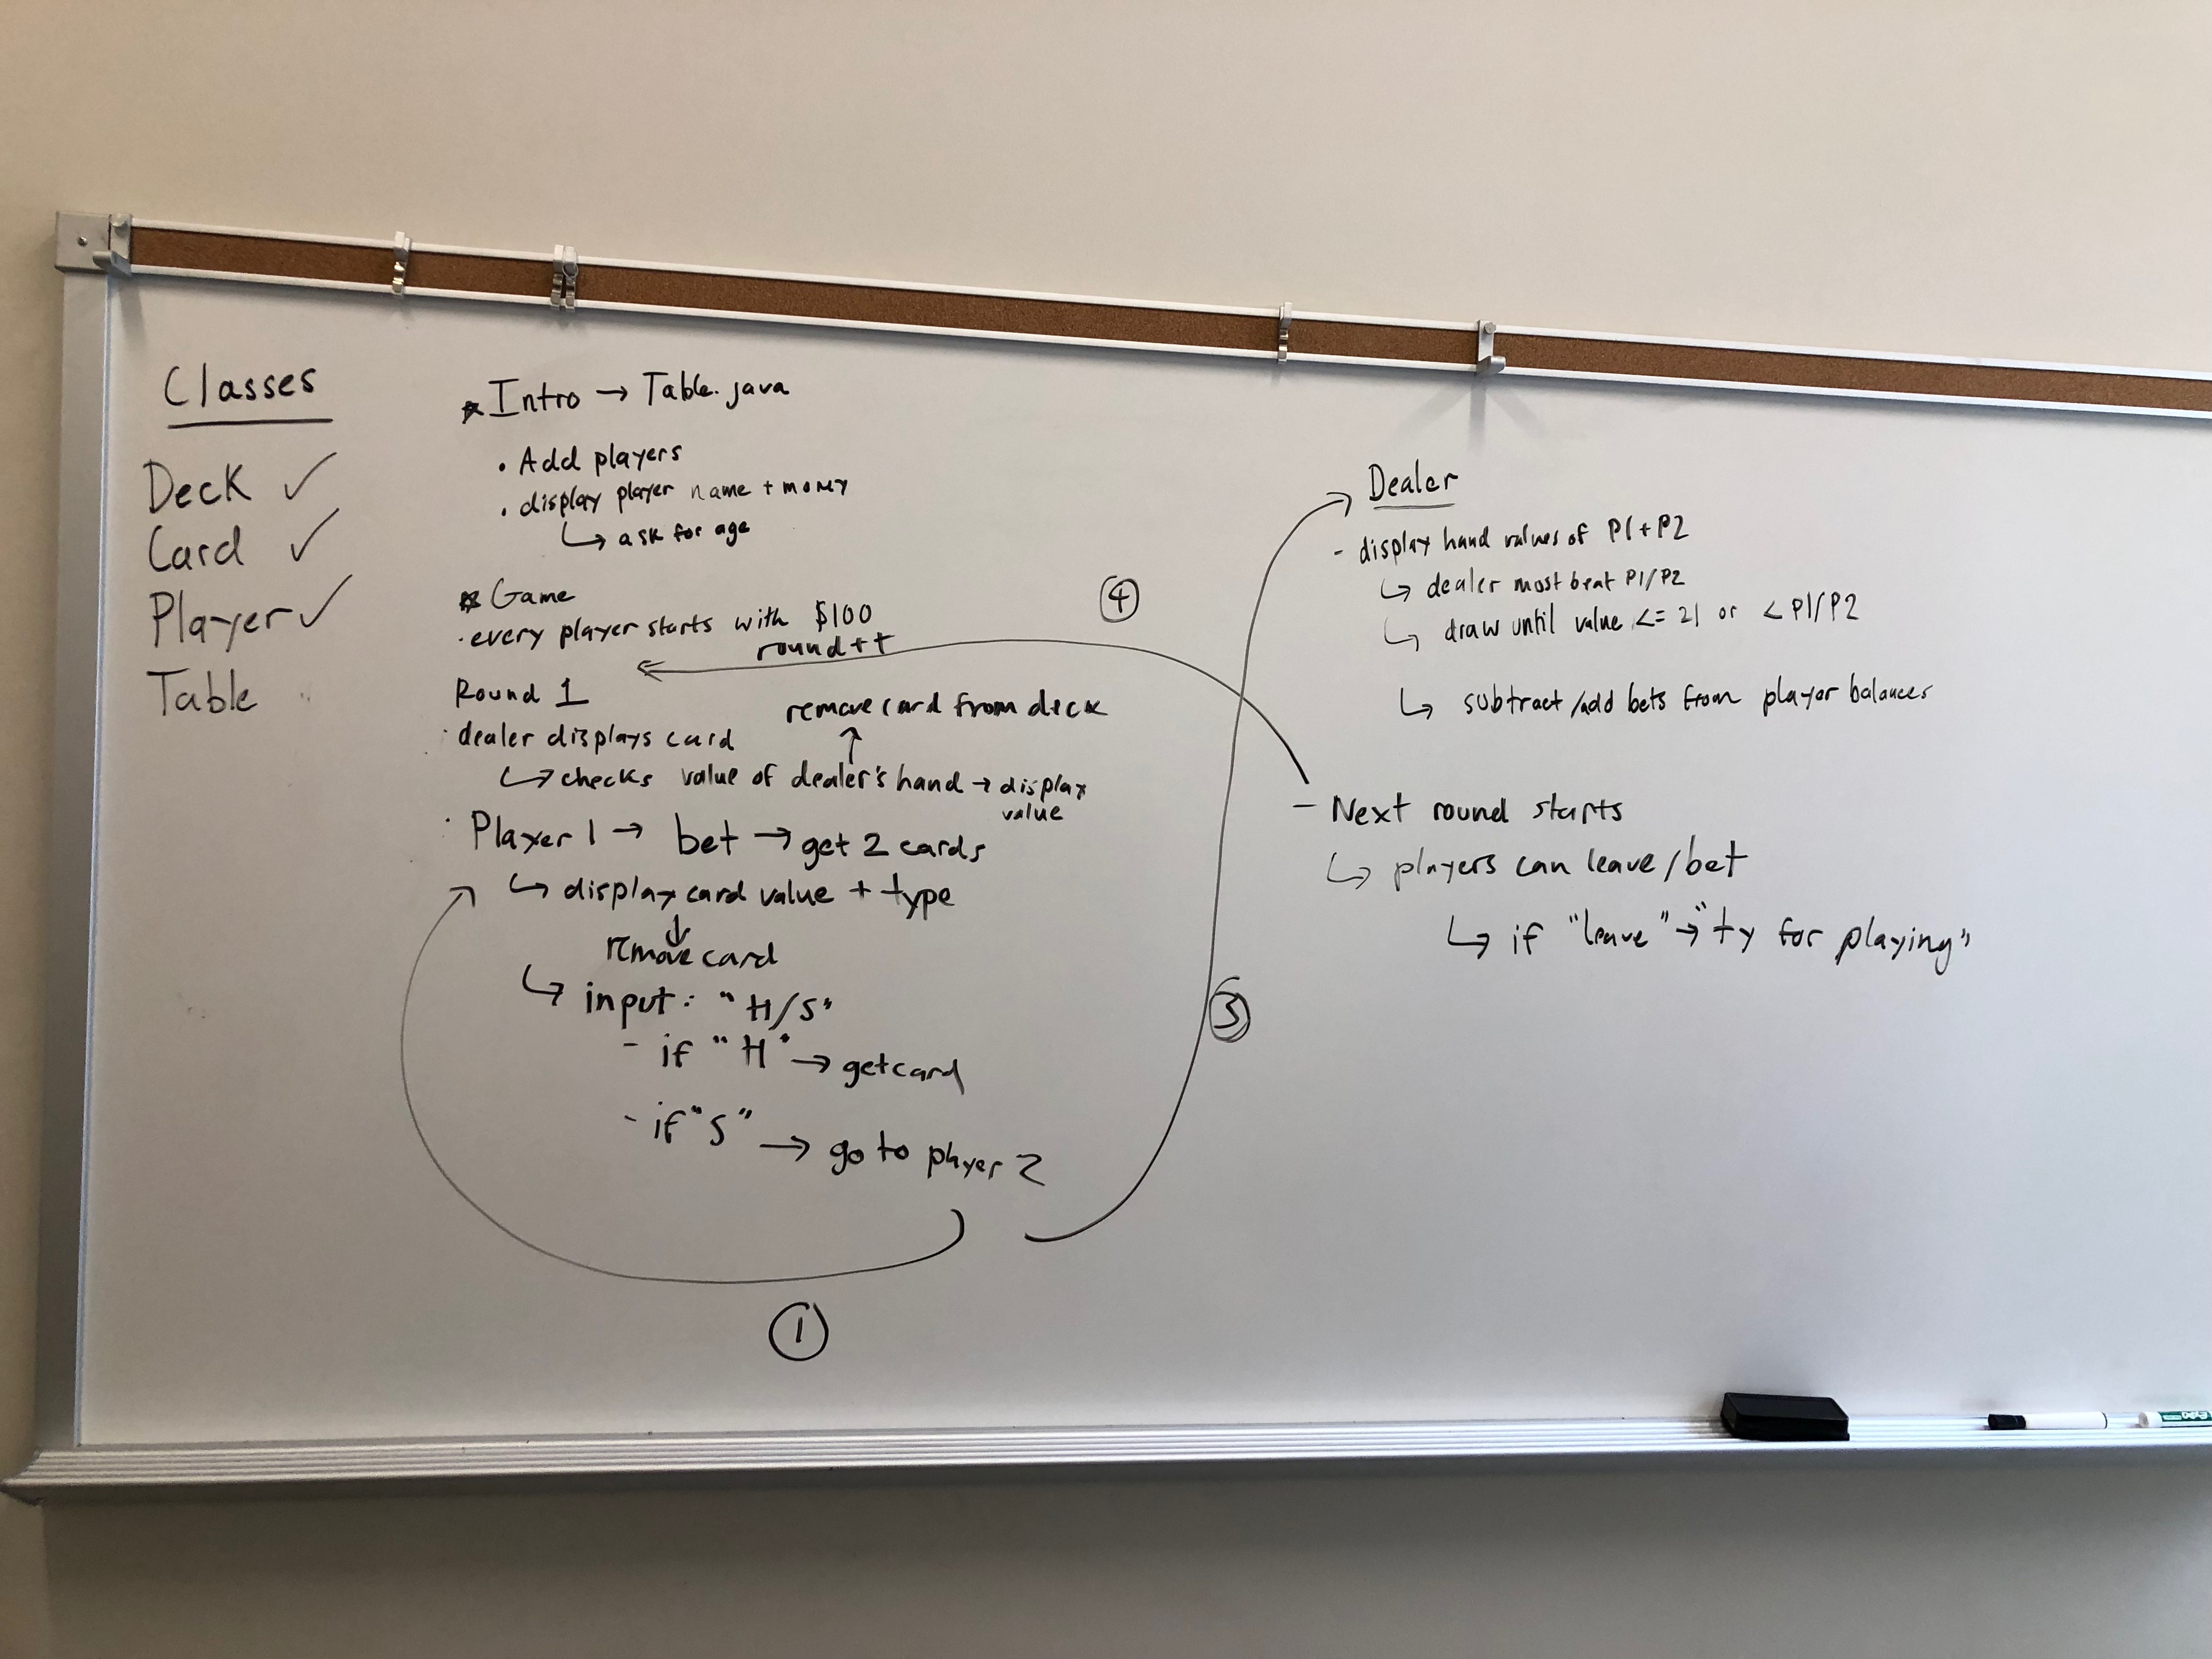 Classes
Deck ✓
Card ✓
Player ✓
Table
* Intro → Table.java
• Add players
• display player name + money
↳ ask for age
* Game
• every player starts with $100
round++
Round 1
remove card from deck
↑
• dealer displays card
↳ checks value of dealer's hand → display
value
• Player 1 → bet → get 2 cards
↳ display card value + type
↓
remove card
↳ input: "H/S"
- if "H" → getcard
- if "S" → go to player 2
①
④
Dealer
- display hand values of P1+P2
↳ dealer most beat P1/P2
↳ draw until value <= 21 or < P1/P2
↳ subtract/add bets from player balances
- Next round starts
↳ players can leave/bet
↳ if "leave" → "ty for playing"